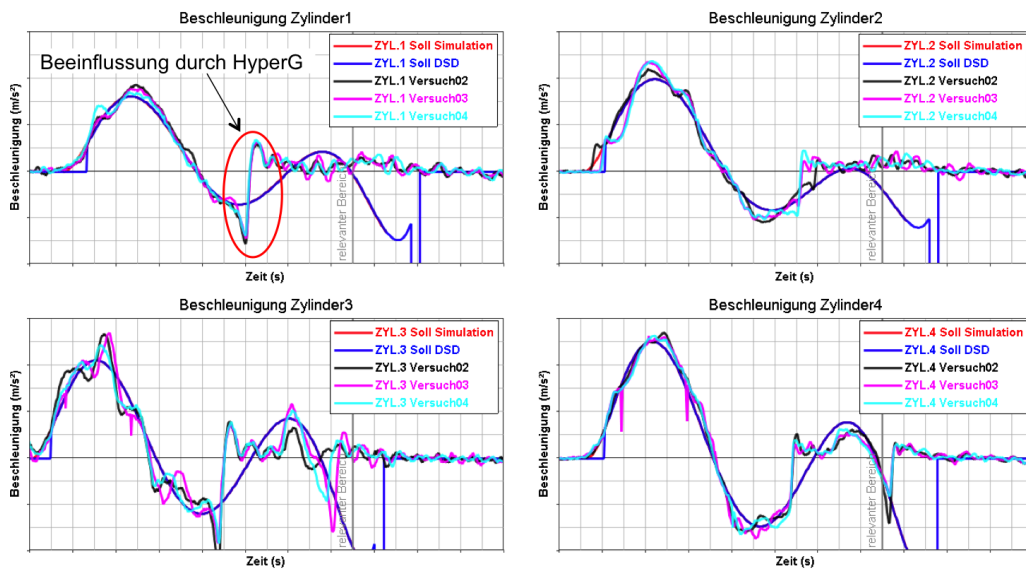 Beschleunigung Zylinder1
Beschleunigung (m/s²)
Beeinflussung durch HyperG
ZYL.1 Soll Simulation
ZYL.1 Soll DSD
ZYL.1 Versuch02
ZYL.1 Versuch03
ZYL.1 Versuch04
relevanter Bereich
Zeit (s)
Beschleunigung Zylinder2
Beschleunigung (m/s²)
ZYL.2 Soll Simulation
ZYL.2 Soll DSD
ZYL.2 Versuch02
ZYL.2 Versuch03
ZYL.2 Versuch04
relevanter Bereich
Zeit (s)
Beschleunigung Zylinder3
Beschleunigung (m/s²)
ZYL.3 Soll Simulation
ZYL.3 Soll DSD
ZYL.3 Versuch02
ZYL.3 Versuch03
ZYL.3 Versuch04
relevanter Bereich
Zeit (s)
Beschleunigung Zylinder4
Beschleunigung (m/s²)
ZYL.4 Soll Simulation
ZYL.4 Soll DSD
ZYL.4 Versuch02
ZYL.4 Versuch03
ZYL.4 Versuch04
relevanter Bereich
Zeit (s)